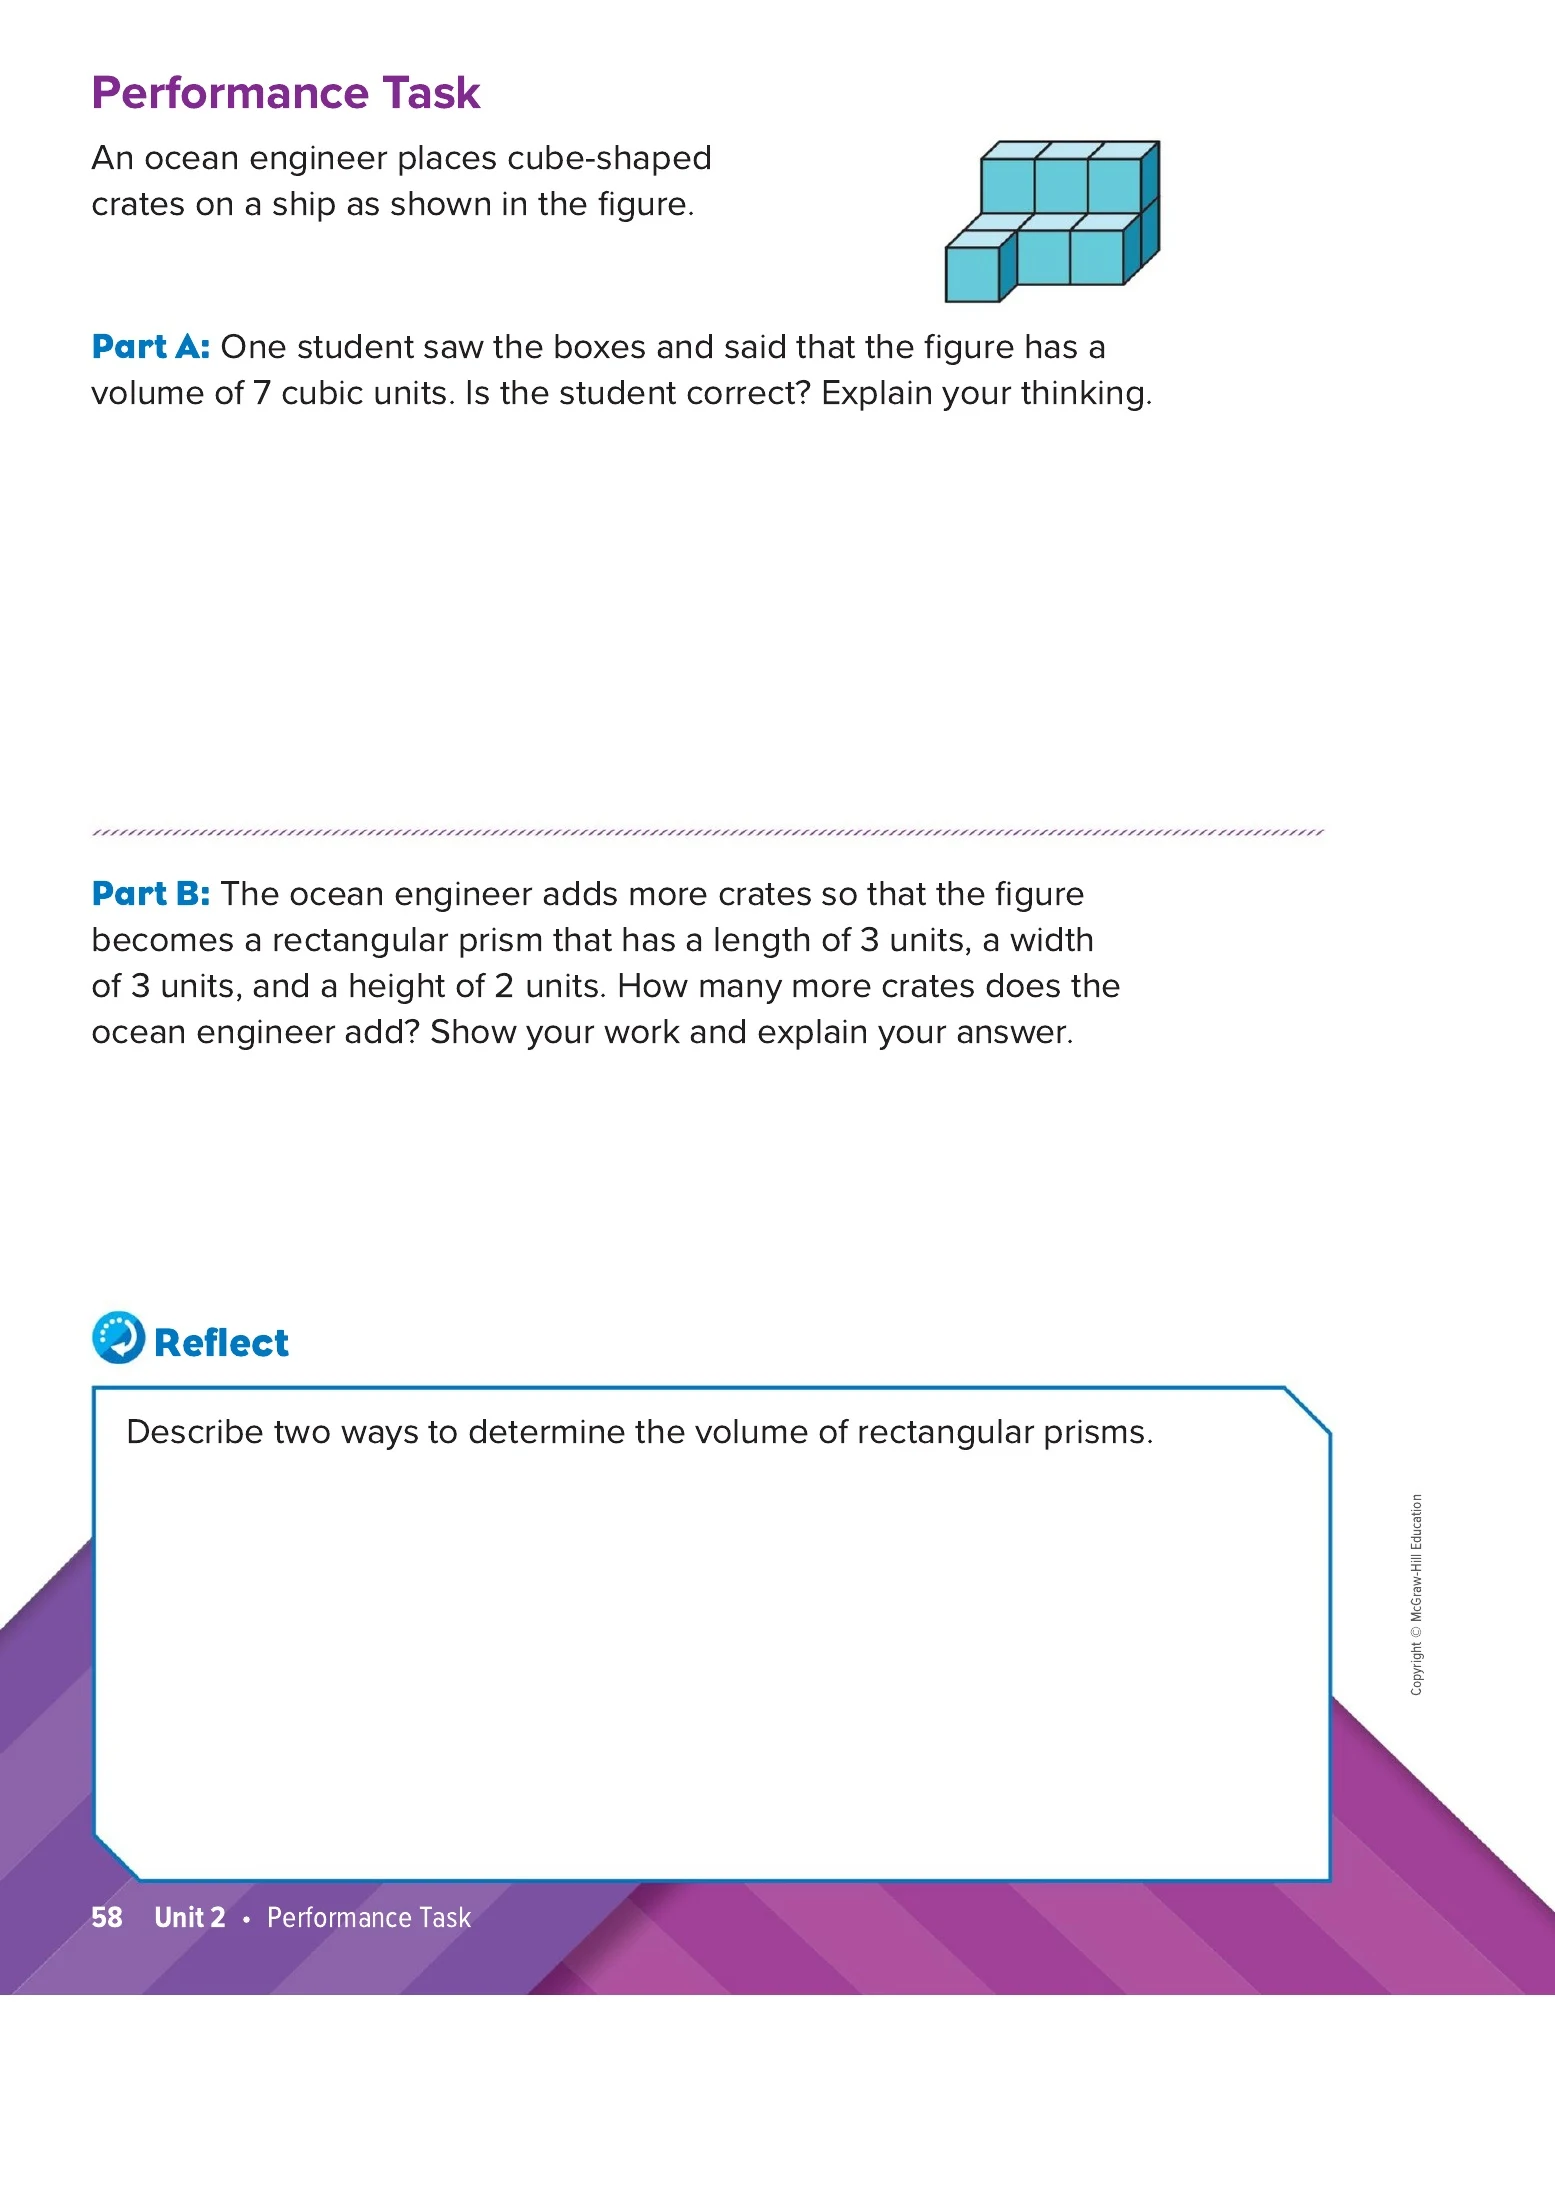 Performance Task
An ocean engineer places cube-shaped
crates on a ship as shown in the figure.
Part A: One student saw the boxes and said that the figure has a
volume of 7 cubic units. Is the student correct? Explain your thinking.
Part B: The ocean engineer adds more crates so that the figure
becomes a rectangular prism that has a length of 3 units, a width
of 3 units, and a height of 2 units. How many more crates does the
ocean engineer add? Show your work and explain your answer.
Reflect
Describe two ways to determine the volume of rectangular prisms.
Copyright © McGraw-Hill Education
58 Unit 2 • Performance Task